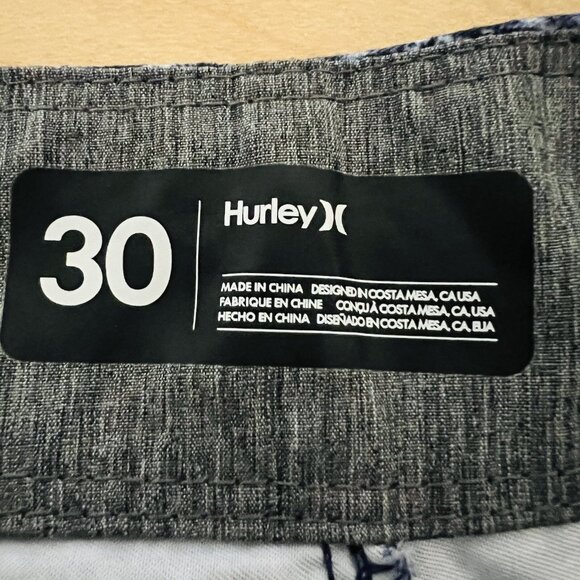 30
Hurley )(
MADE IN CHINA DESIGNED IN COSTA MESA, CA USA
FABRIQUE EN CHINE CONÇU À COSTA MESA, CA, USA
HECHO EN CHINA DISEÑADO EN COSTA MESA, CA, EUA